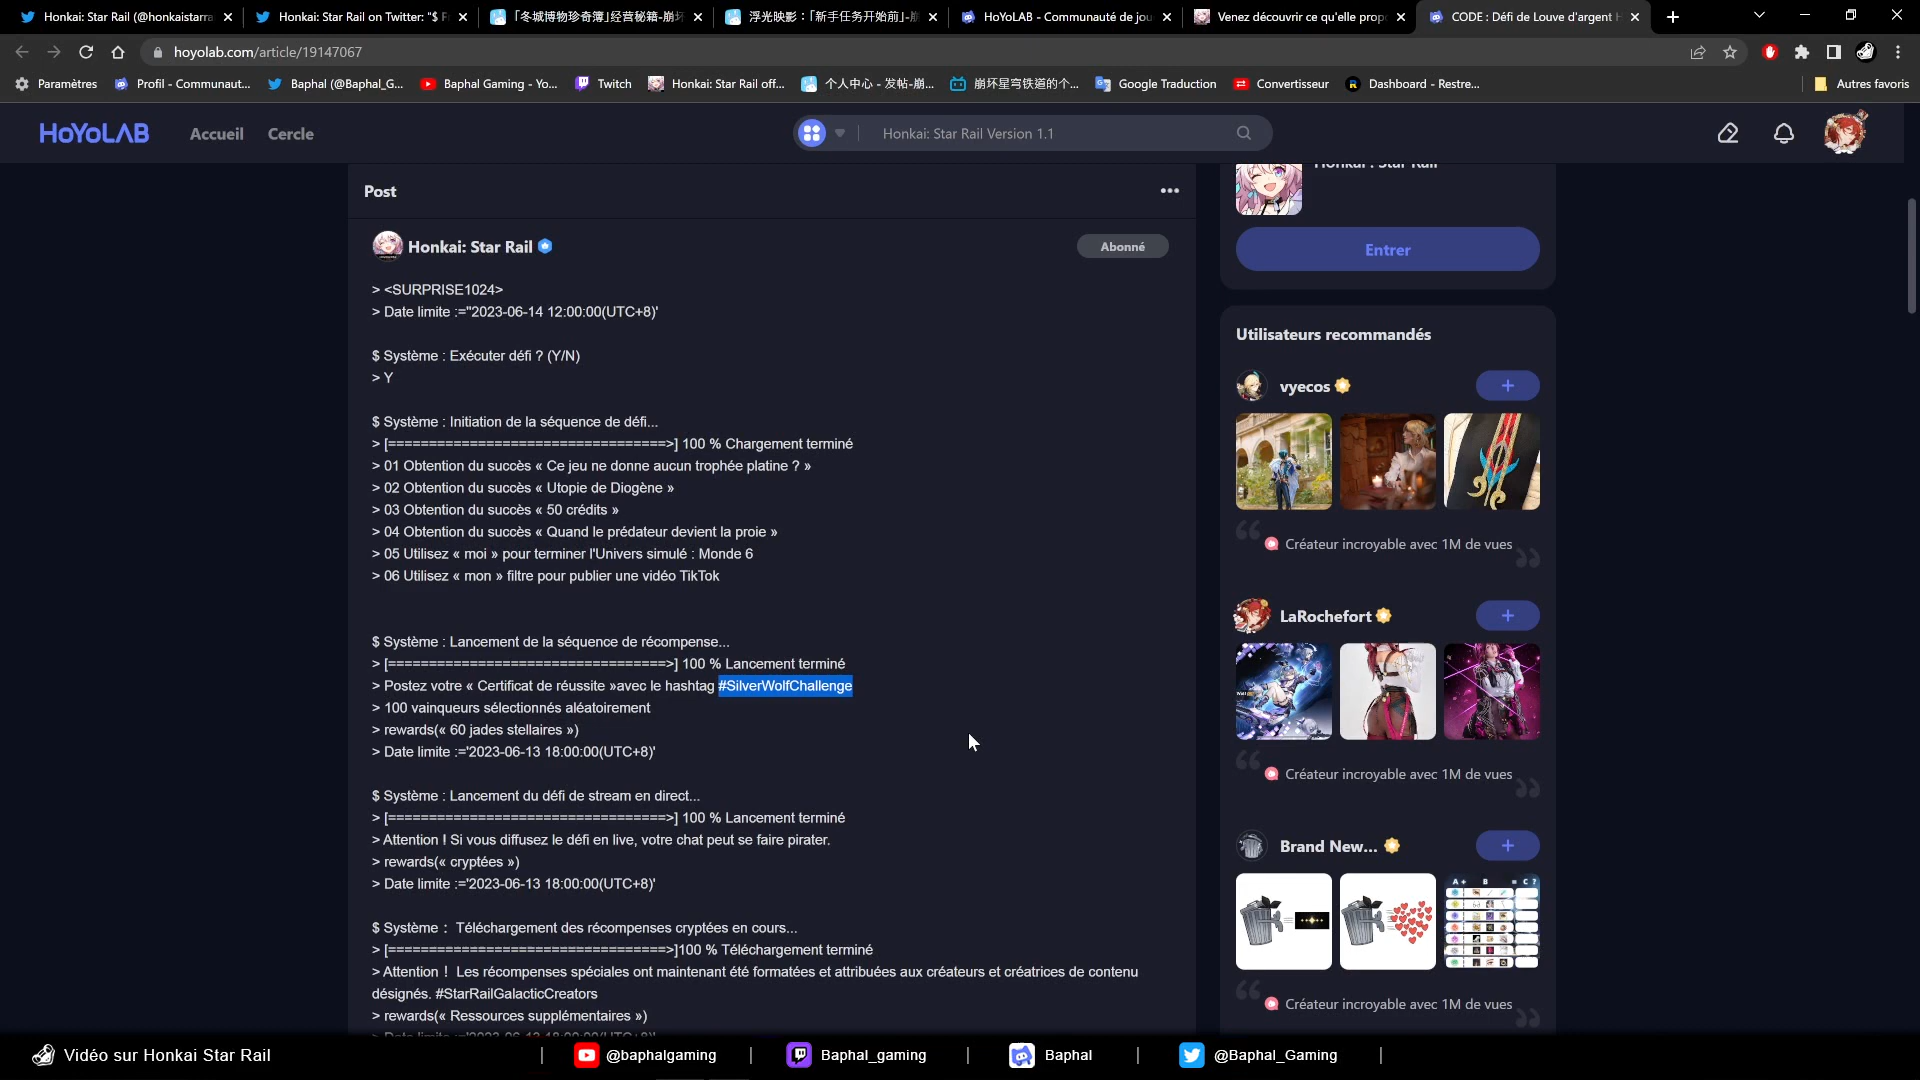 Honkai: Star Rail (@honkaistarra
Honkai: Star Rail on Twitter: "$ F
「冬城博物珍奇簿」经营秘籍-崩坏
浮光映影：「新手任务开始前」-崩
HoYoLAB - Communauté de jou
Venez découvrir ce qu'elle prop
CODE : Défi de Louve d'argent H
hoyolab.com/article/19147067
Paramètres
Profil - Communaut...
Baphal (@Baphal_G...
Baphal Gaming - Yo...
Twitch
Honkai: Star Rail off...
个人中心 - 发帖-崩...
崩坏星穹铁道的个...
Google Traduction
Convertisseur
Dashboard - Restre...
Autres favoris
HoYoLAB
Accueil
Cercle
Honkai: Star Rail Version 1.1
Post
Honkai: Star Rail
Abonné
> <SURPRISE1024>
> Date limite :="2023-06-14 12:00:00(UTC+8)'
$ Système : Exécuter défi ? (Y/N)
> Y
$ Système : Initiation de la séquence de défi...
> [==================================>] 100 % Chargement terminé
> 01 Obtention du succès « Ce jeu ne donne aucun trophée platine ? »
> 02 Obtention du succès « Utopie de Diogène »
> 03 Obtention du succès « 50 crédits »
> 04 Obtention du succès « Quand le prédateur devient la proie »
> 05 Utilisez « moi » pour terminer l'Univers simulé : Monde 6
> 06 Utilisez « mon » filtre pour publier une vidéo TikTok
$ Système : Lancement de la séquence de récompense...
> [==================================>] 100 % Lancement terminé
> Postez votre « Certificat de réussite »avec le hashtag #SilverWolfChallenge
> 100 vainqueurs sélectionnés aléatoirement
> rewards(« 60 jades stellaires »)
> Date limite :='2023-06-13 18:00:00(UTC+8)'
$ Système : Lancement du défi de stream en direct...
> [==================================>] 100 % Lancement terminé
> Attention ! Si vous diffusez le défi en live, votre chat peut se faire pirater.
> rewards(« cryptées »)
> Date limite :='2023-06-13 18:00:00(UTC+8)'
$ Système： Téléchargement des récompenses cryptées en cours...
> [==================================>]100 % Téléchargement terminé
> Attention！ Les récompenses spéciales ont maintenant été formatées et attribuées aux créateurs et créatrices de contenu
désignés. #StarRailGalacticCreators
> rewards(« Ressources supplémentaires »)
> Date limite :='2023-06-13 18:00:00(UTC+8)'
Honkai : Star Rail
Entrer
Utilisateurs recommandés
vyecos
Créateur incroyable avec 1M de vues
LaRochefort
Créateur incroyable avec 1M de vues
Brand New...
Créateur incroyable avec 1M de vues
Vidéo sur Honkai Star Rail
@baphalgaming
Baphal_gaming
Baphal
@Baphal_Gaming